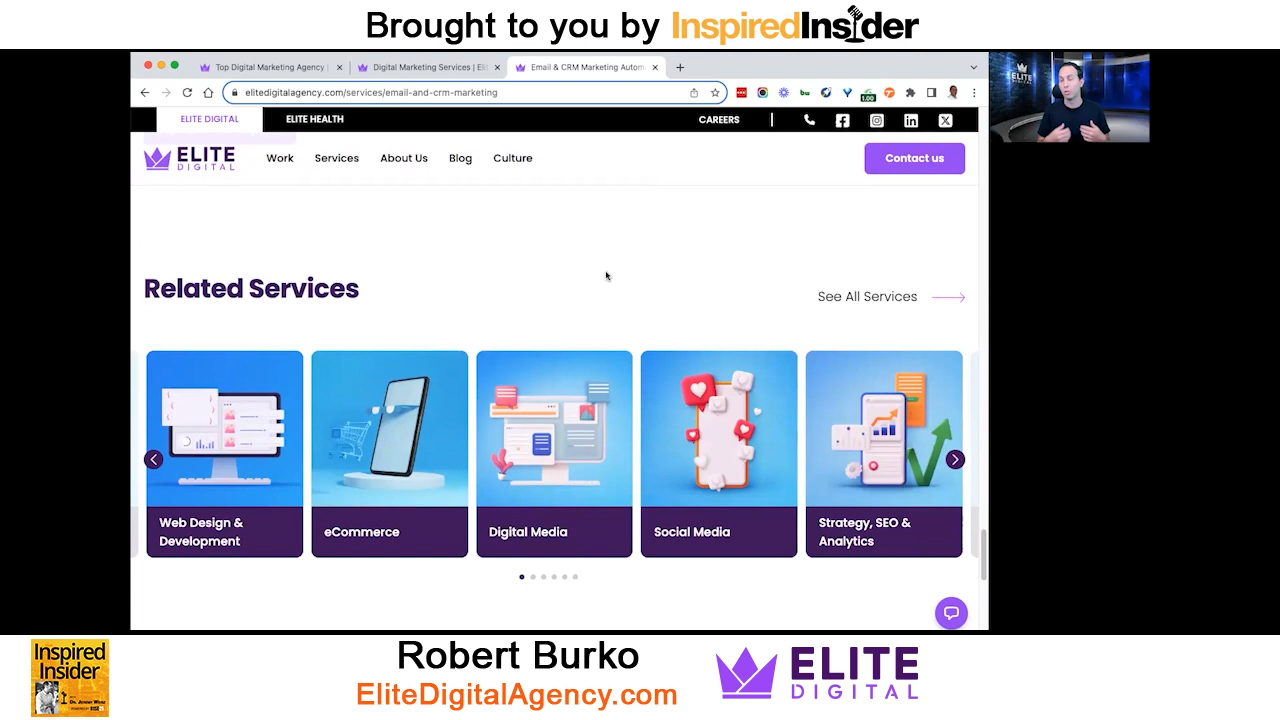 Brought to you by InspiredInsider
Top Digital Marketing Agency |
Digital Marketing Services | Eli
Email & CRM Marketing Autom
elitedigitalagency.com/services/email-and-crm-marketing
1.00
ELITE DIGITAL
ELITE HEALTH
CAREERS
ELITE
DIGITAL
Work
Services
About Us
Blog
Culture
Contact us
Related Services
See All Services
Web Design &
Development
eCommerce
Digital Media
Social Media
Strategy, SEO &
Analytics
Inspired
Insider
Robert Burko
EliteDigitalAgency.com
ELITE
DIGITAL